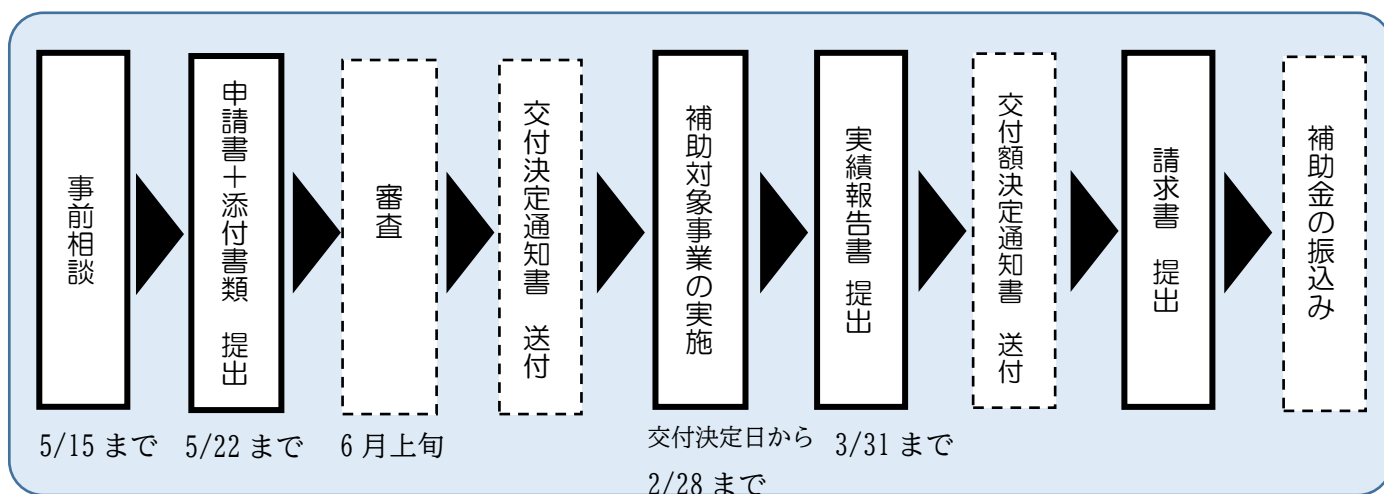 事前相談
申請書＋添付書類　提出
審査
交付決定通知書　送付
補助対象事業の実施
実績報告書 提出
交付額決定通知書　送付
請求書　提出
補助金の振込み
5/15 まで
5/22 まで
6 月上旬
交付決定日から
2/28 まで
3/31 まで